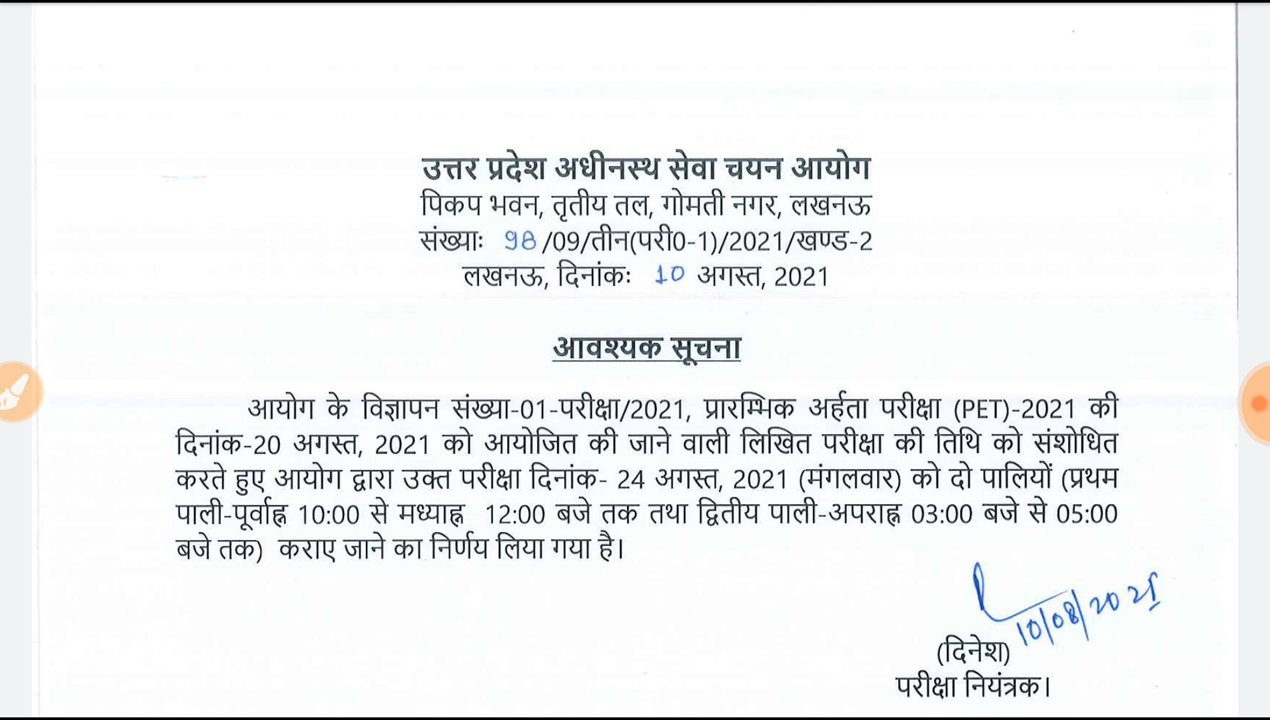 उत्तर प्रदेश अधीनस्थ सेवा चयन आयोग
पिकप भवन, तृतीय तल, गोमती नगर, लखनऊ
संख्याः 98/09/तीन(परी0-1)/2021/खण्ड-2
लखनऊ, दिनांकः 10 अगस्त, 2021
आवश्यक सूचना
आयोग के विज्ञापन संख्या-01-परीक्षा/2021, प्रारम्भिक अर्हता परीक्षा (PET)-2021 की
दिनांक-20 अगस्त, 2021 को आयोजित की जाने वाली लिखित परीक्षा की तिथि को संशोधित
करते हुए आयोग द्वारा उक्त परीक्षा दिनांक- 24 अगस्त, 2021 (मंगलवार) को दो पालियों (प्रथम
पाली-पूर्वाह्न 10:00 से मध्याह्न 12:00 बजे तक तथा द्वितीय पाली-अपराह्न 03:00 बजे से 05:00
बजे तक) कराए जाने का निर्णय लिया गया है।
10/08/2021
(दिनेश)
परीक्षा नियंत्रक।